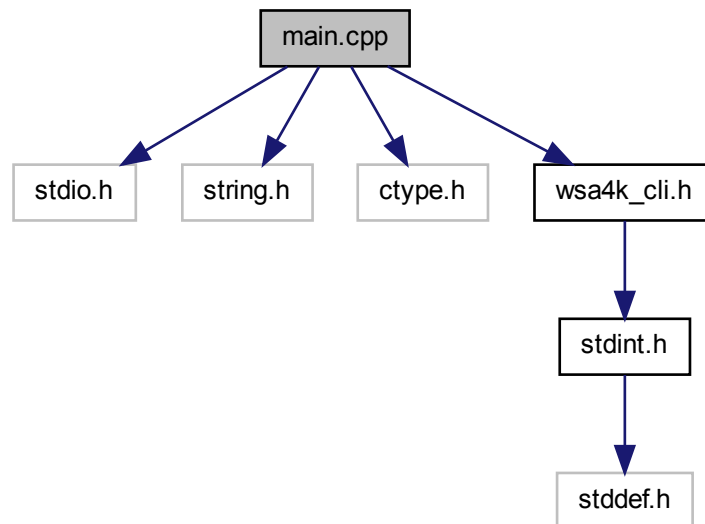 main.cpp
stdio.h
string.h
ctype.h
wsa4k_cli.h
stdint.h
stddef.h